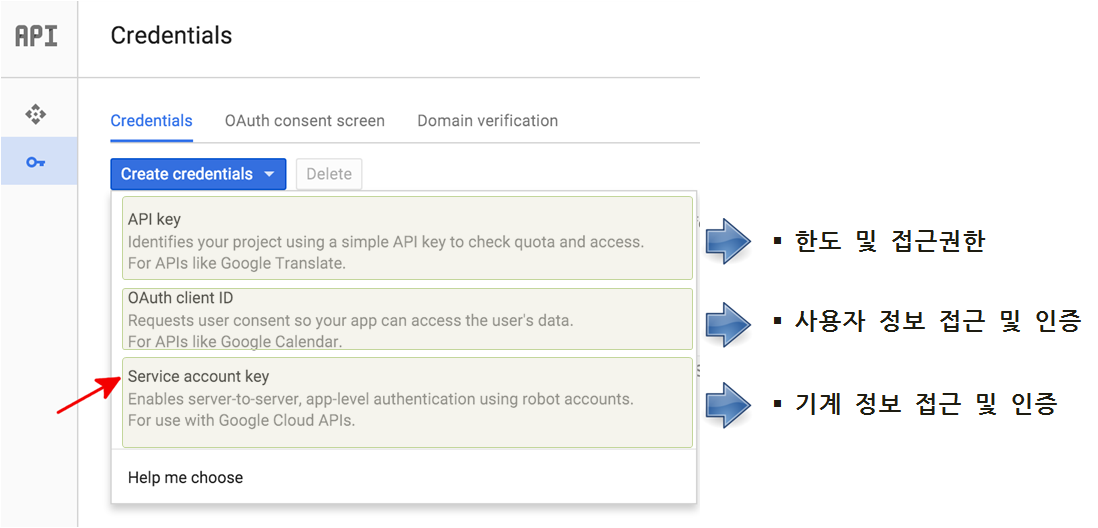 API
Credentials
Credentials OAuth consent screen Domain verification
Create credentials Delete
API key
Identifies your project using a simple API key to check quota and access.
For APIs like Google Translate.
▪ 한도 및 접근권한
OAuth client ID
Requests user consent so your app can access the user's data.
For APIs like Google Calendar.
▪ 사용자 정보 접근 및 인증
Service account key
Enables server-to-server, app-level authentication using robot accounts.
For use with Google Cloud APIs.
▪ 기계 정보 접근 및 인증
Help me choose